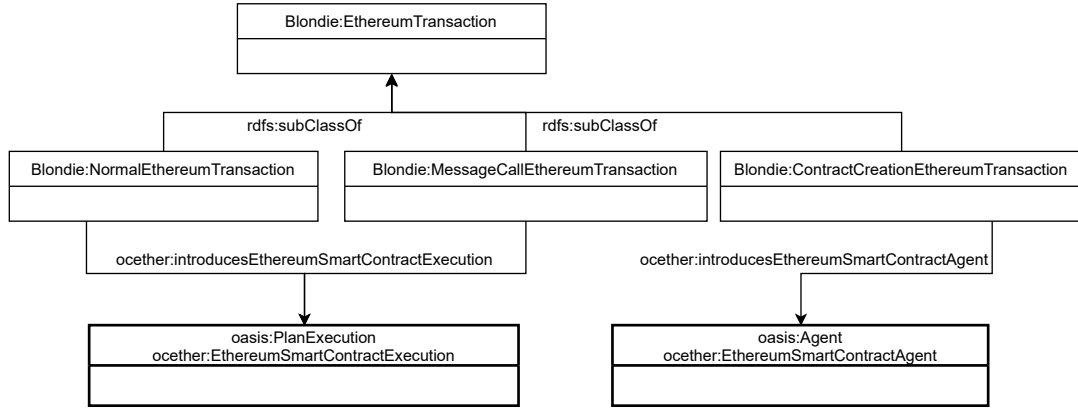 Blondie:EthereumTransaction
rdfs:subClassOf
rdfs:subClassOf
Blondie:NormalEthereumTransaction
Blondie:MessageCallEthereumTransaction
Blondie:ContractCreationEthereumTransaction
ocether:introducesEthereumSmartContractExecution
ocether:introducesEthereumSmartContractAgent
oasis:PlanExecution
ocether:EthereumSmartContractExecution
oasis:Agent
ocether:EthereumSmartContractAgent